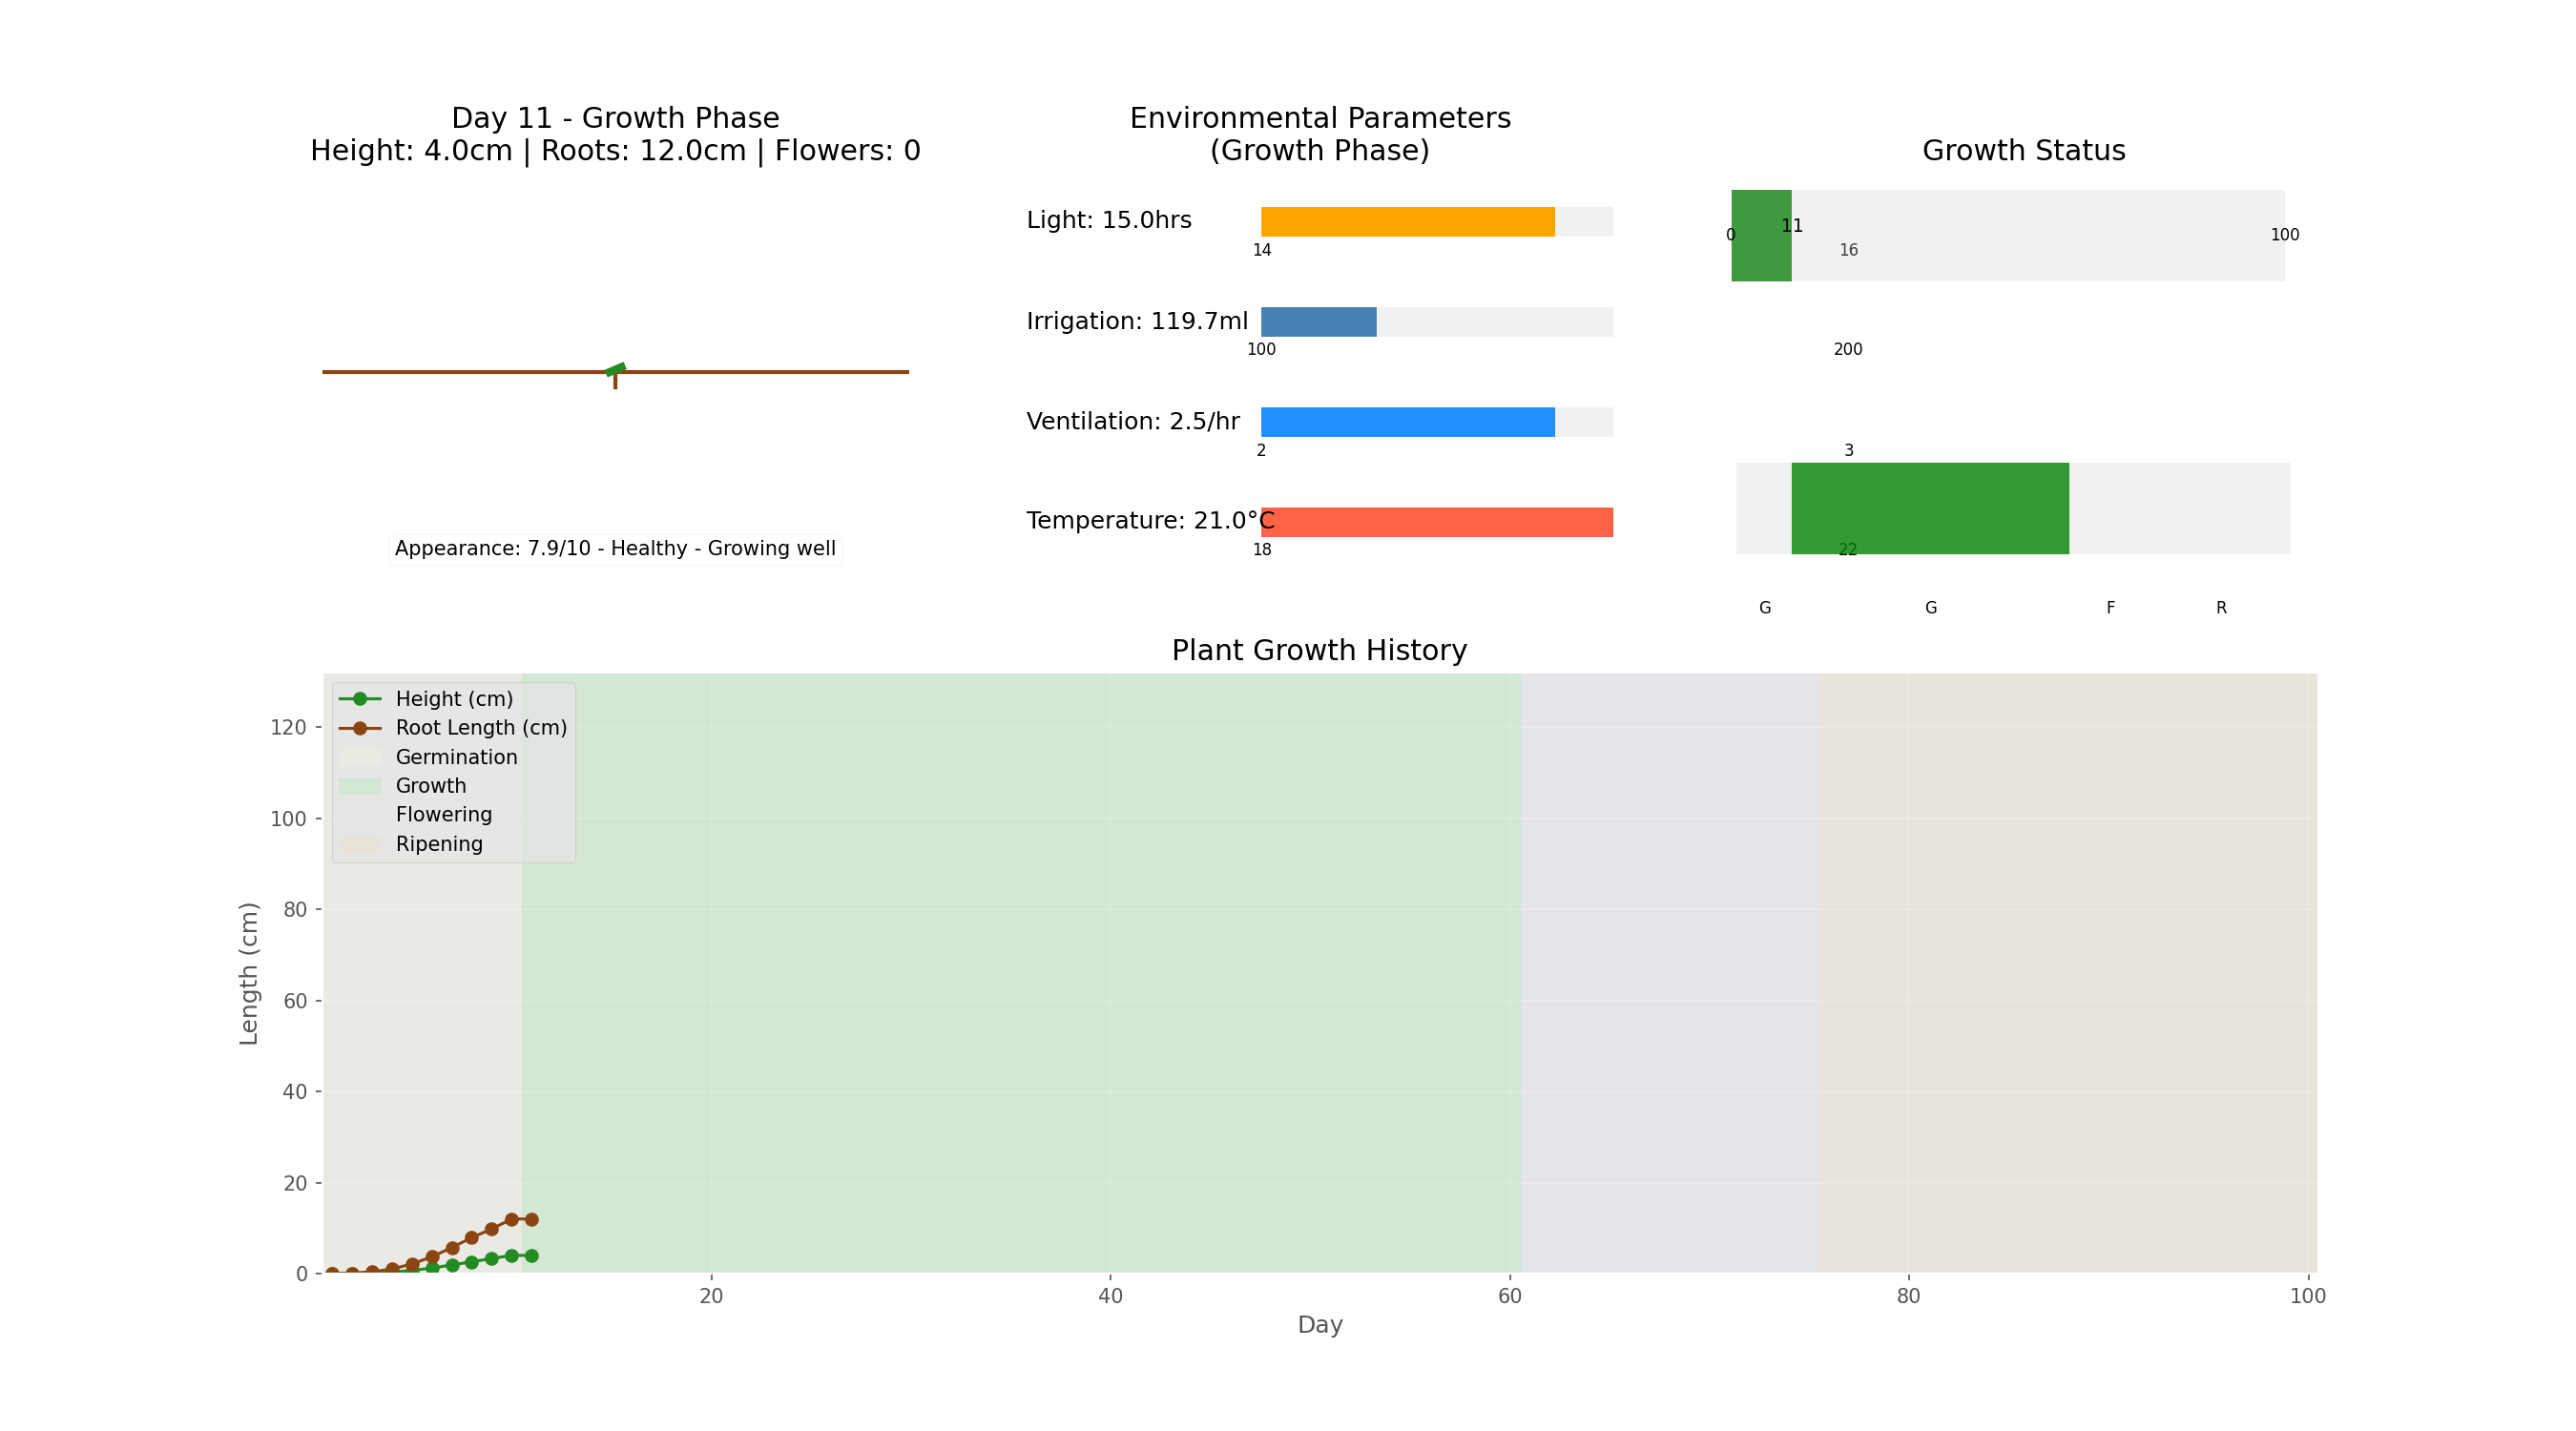 Day 11 - Growth Phase
Height: 4.0cm | Roots: 12.0cm | Flowers: 0
Appearance: 7.9/10 - Healthy - Growing well
Environmental Parameters
(Growth Phase)
Light: 15.0hrs
14
16
Irrigation: 119.7ml
100
200
Ventilation: 2.5/hr
2
3
Temperature: 21.0°C
18
22
Growth Status
0
11
100
G
G
F
R
Plant Growth History
Height (cm)
Root Length (cm)
Germination
Growth
Flowering
Ripening
Length (cm)
120
100
80
60
40
20
0
20
40
60
80
100
Day